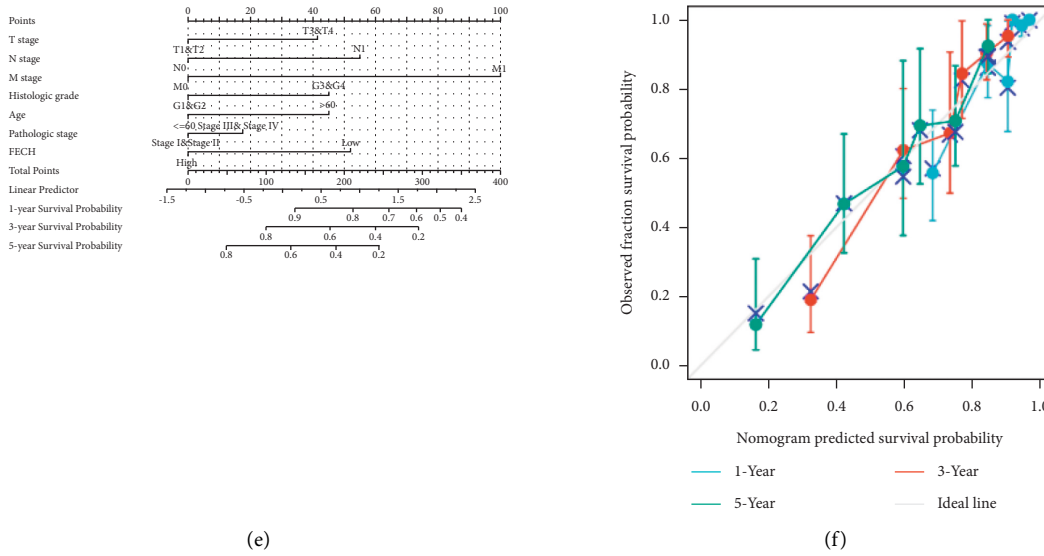 Points
0 20 40 55 60 80 100
T stage
T1&T2 T3&T4
N stage
N0 N1
M stage
M0 M1
Histologic grade
G1&G2 G3&G4
Age
<=60 >60
Pathologic stage
Stage I&Stage II Stage III& Stage IV
FECH
High Low
Total Points
0 100 200 300 400
Linear Predictor
-1.5 -0.5 0.5 1.5 2.5
1-year Survival Probability
0.9 0.8 0.7 0.6 0.5 0.4
3-year Survival Probability
0.8 0.6 0.4 0.2
5-year Survival Probability
0.8 0.6 0.4 0.2
(e)
Observed fraction survival probability
1.0
0.8
0.6
0.4
0.2
0.0
0.0 0.2 0.4 0.6 0.8 1.0
Nomogram predicted survival probability
1-Year 3-Year
5-Year Ideal line
(f)